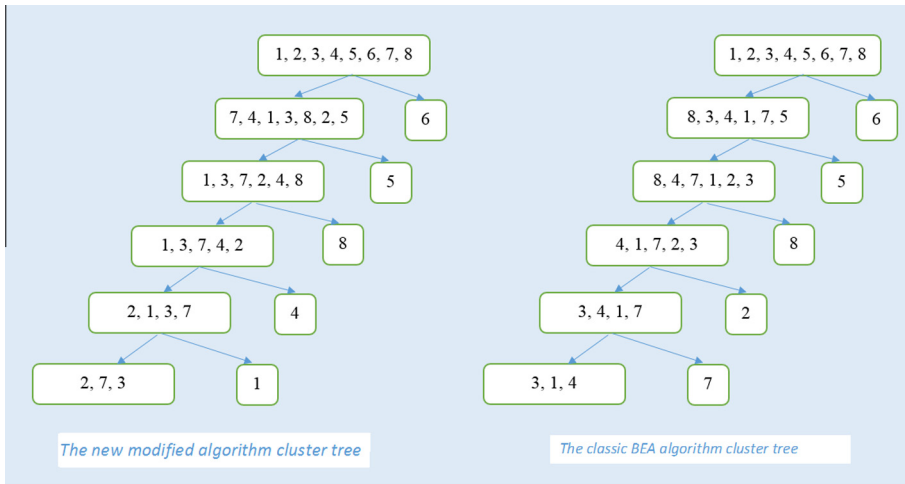 1, 2, 3, 4, 5, 6, 7, 8
7, 4, 1, 3, 8, 2, 5
6
1, 3, 7, 2, 4, 8
5
1, 3, 7, 4, 2
8
2, 1, 3, 7
4
2, 7, 3
1
The new modified algorithm cluster tree
1, 2, 3, 4, 5, 6, 7, 8
8, 3, 4, 1, 7, 5
6
8, 4, 7, 1, 2, 3
5
4, 1, 7, 2, 3
8
3, 4, 1, 7
2
3, 1, 4
7
The classic BEA algorithm cluster tree